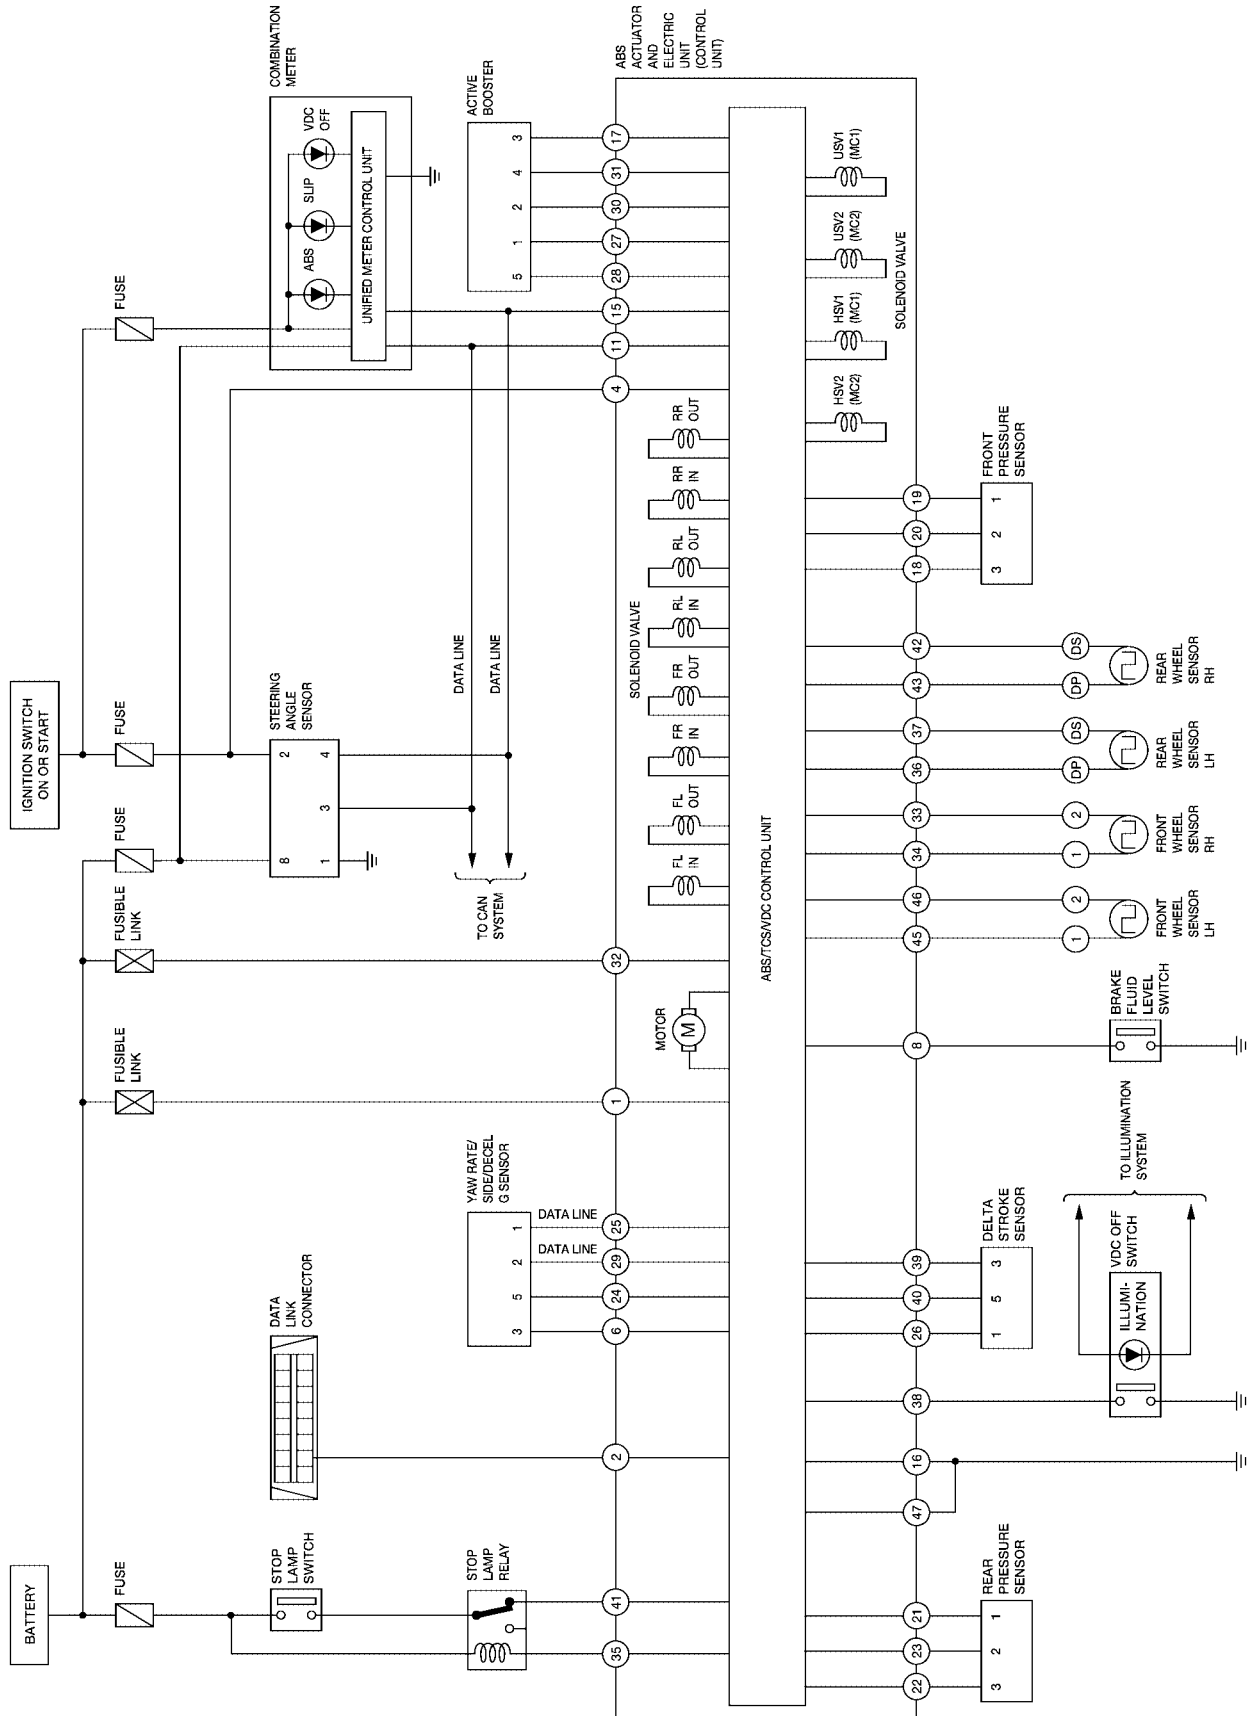 BATTERY
IGNITION SWITCH
ON OR START
FUSE
FUSIBLE
LINK
FUSIBLE
LINK
FUSE
FUSE
FUSE
STOP
LAMP
SWITCH
DATA
LINK
CONNECTOR
STEERING
ANGLE
SENSOR
8
2
1
3
4
COMBINATION
METER
ABS
SLIP
VDC
OFF
UNIFIED METER CONTROL UNIT
STOP
LAMP
RELAY
YAW RATE/
SIDE/DECEL
G SENSOR
3
5
2
1
DATA LINE
DATA LINE
TO CAN
SYSTEM
DATA LINE
DATA LINE
ACTIVE
BOOSTER
5
1
2
4
3
ABS
ACTUATOR
AND
ELECTRIC
UNIT
(CONTROL
UNIT)
35
41
2
6
24
29
25
1
32
4
11
15
28
27
30
31
17
MOTOR
M
SOLENOID VALVE
FL
IN
FL
OUT
FR
IN
FR
OUT
RL
IN
RL
OUT
RR
IN
RR
OUT
ABS/TCS/VDC CONTROL UNIT
HSV2
(MC2)
HSV1
(MC1)
USV2
(MC2)
USV1
(MC1)
SOLENOID VALVE
22
23
21
47
16
38
26
40
39
8
45
46
34
33
36
37
43
42
18
20
19
3
2
1
REAR
PRESSURE
SENSOR
1
5
3
DELTA
STROKE
SENSOR
ILLUMI-
NATION
VDC OFF
SWITCH
TO ILLUMINATION
SYSTEM
BRAKE
FLUID
LEVEL
SWITCH
1
2
FRONT
WHEEL
SENSOR
LH
1
2
FRONT
WHEEL
SENSOR
RH
DP
DS
REAR
WHEEL
SENSOR
LH
DP
DS
REAR
WHEEL
SENSOR
RH
3
2
1
FRONT
PRESSURE
SENSOR